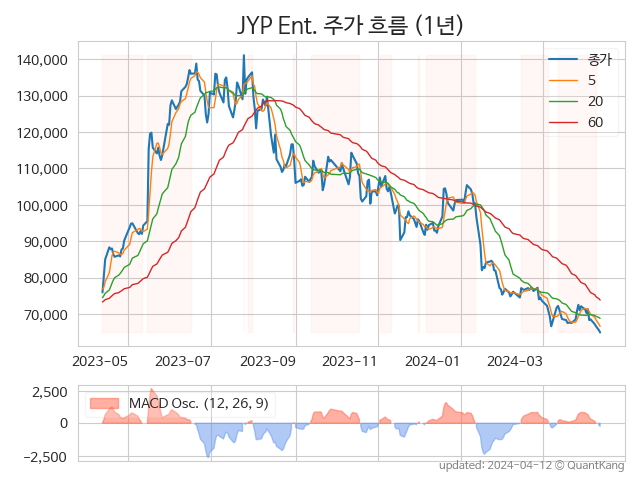 JYP Ent. 주가 흐름 (1년)
140,000
130,000
120,000
110,000
100,000
90,000
80,000
70,000
종가
5
20
60
2023-05 2023-07 2023-09 2023-11 2024-01 2024-03
2,500
0
−2,500
MACD Osc. (12, 26, 9)
updated: 2024-04-12 © QuantKang